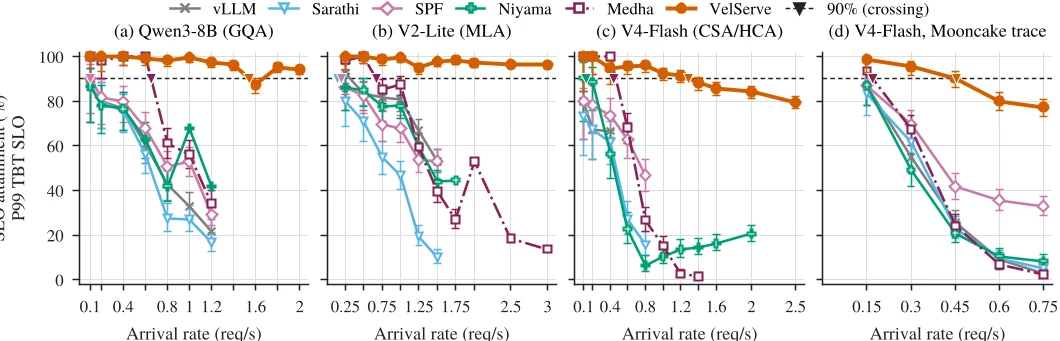 vLLM Sarathi SPF Niyama Medha VelServe 90% (crossing)
(a) Qwen3-8B (GQA) (b) V2-Lite (MLA) (c) V4-Flash (CSA/HCA) (d) V4-Flash, Mooncake trace
SLO attainment (%)
P99 TBT SLO
100
80
60
40
20
0
0.1 0.4 0.8 1 1.2 1.6 2
0.25 0.75 1.25 1.75 2.5 3
0.1 0.4 0.8 1.2 1.6 2 2.5
0.15 0.3 0.45 0.6 0.75
Arrival rate (req/s) Arrival rate (req/s) Arrival rate (req/s) Arrival rate (req/s)